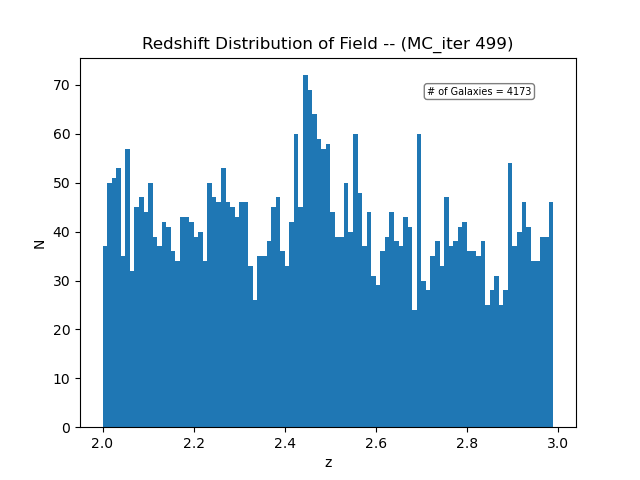 Redshift Distribution of Field -- (MC_iter 499)
# of Galaxies = 4173
70
60
50
40
30
20
10
0
N
2.0 2.2 2.4 2.6 2.8 3.0
z